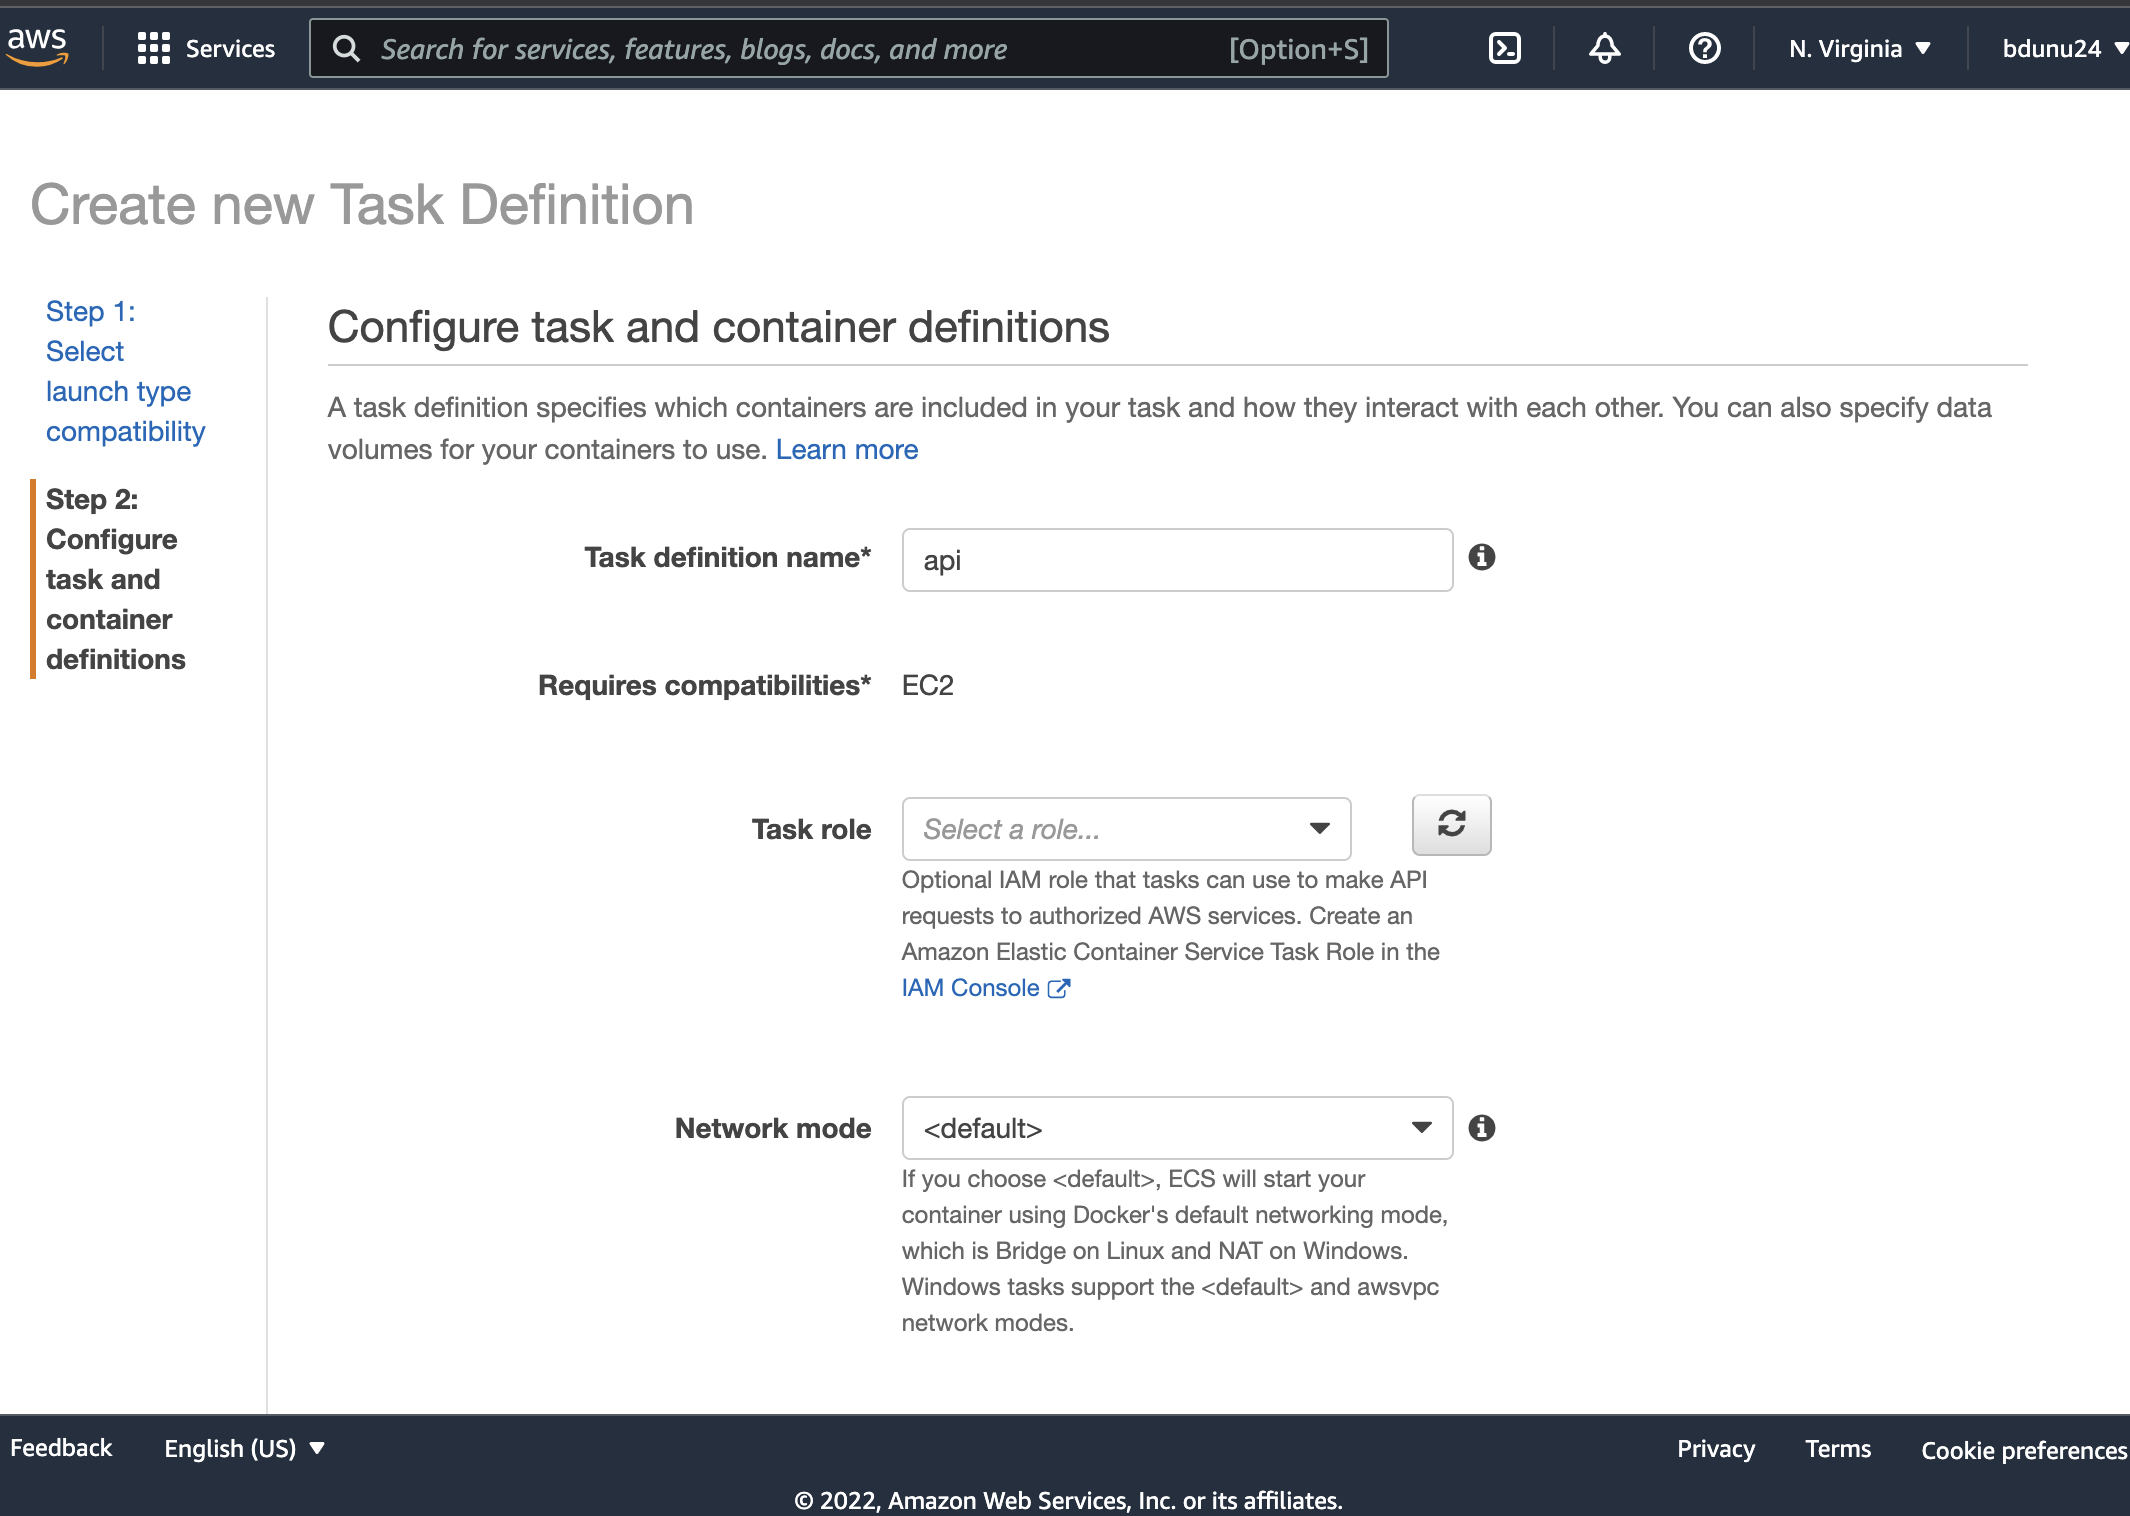 aws
Services
Search for services, features, blogs, docs, and more
[Option+S]
N. Virginia
bdunu24
Create new Task Definition
Step 1:
Select
launch type
compatibility
Step 2:
Configure
task and
container
definitions
Configure task and container definitions
A task definition specifies which containers are included in your task and how they interact with each other. You can also specify data
volumes for your containers to use. Learn more
Task definition name*
api
Requires compatibilities*
EC2
Task role
Select a role...
Optional IAM role that tasks can use to make API
requests to authorized AWS services. Create an
Amazon Elastic Container Service Task Role in the
IAM Console
Network mode
<default>
If you choose <default>, ECS will start your
container using Docker's default networking mode,
which is Bridge on Linux and NAT on Windows.
Windows tasks support the <default> and awsvpc
network modes.
Feedback
English (US)
Privacy
Terms
Cookie preferences
© 2022, Amazon Web Services, Inc. or its affiliates.